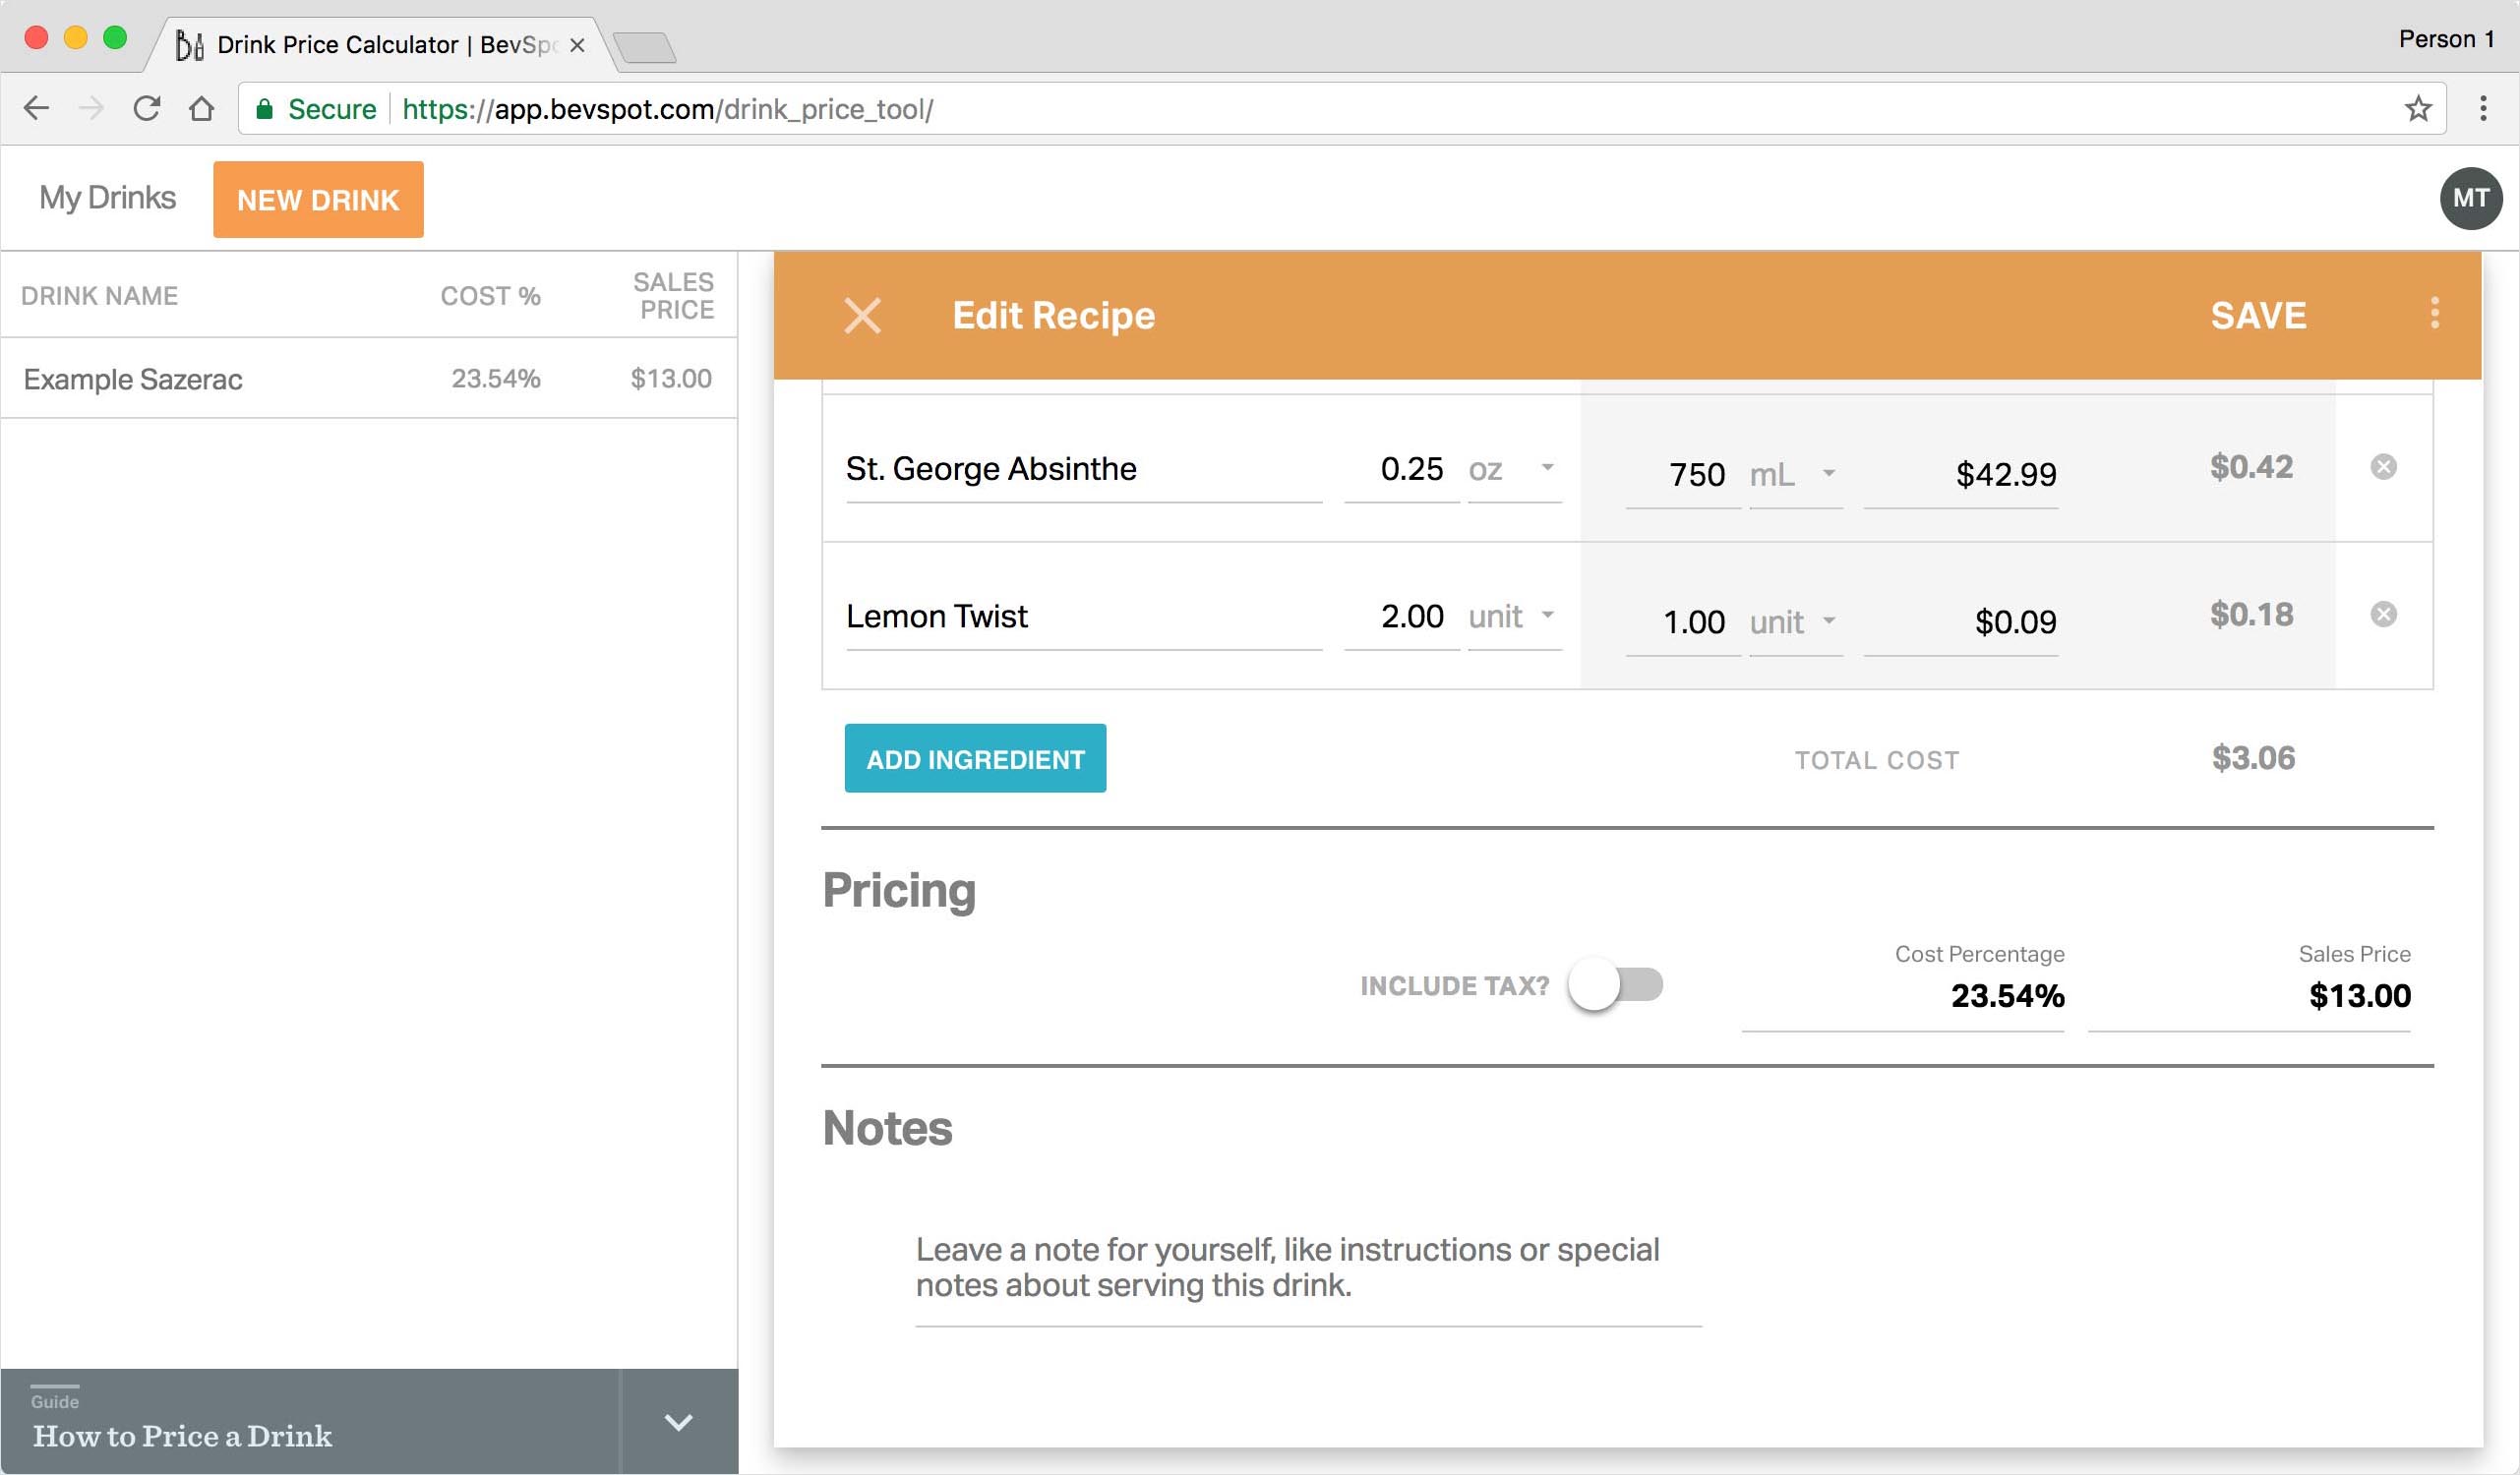 Drink Price Calculator | BevSpo
Person 1
Secure https://app.bevspot.com/drink_price_tool/
My Drinks NEW DRINK MT
DRINK NAME COST % SALES PRICE
Example Sazerac 23.54% $13.00
Edit Recipe SAVE
St. George Absinthe 0.25 oz 750 mL $42.99 $0.42
Lemon Twist 2.00 unit 1.00 unit $0.09 $0.18
ADD INGREDIENT TOTAL COST $3.06
Pricing
INCLUDE TAX? Cost Percentage 23.54% Sales Price $13.00
Notes
Leave a note for yourself, like instructions or special
notes about serving this drink.
Guide
How to Price a Drink